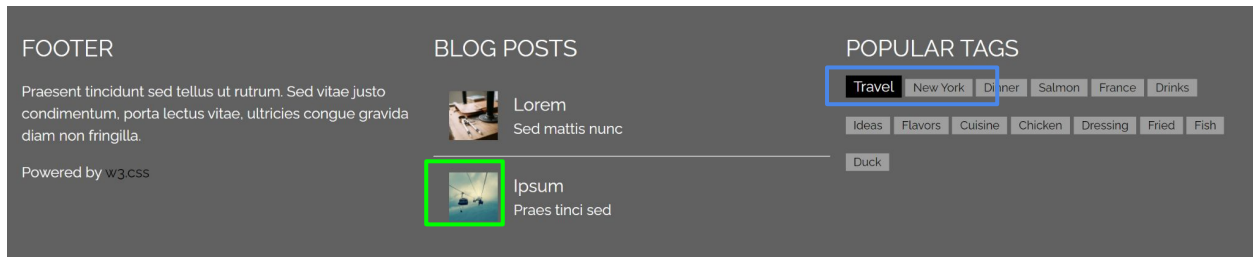 FOOTER
Praesent tincidunt sed tellus ut rutrum. Sed vitae justo
condimentum, porta lectus vitae, ultricies congue gravida
diam non fringilla.
Powered by w3.css
BLOG POSTS
Lorem
Sed mattis nunc
Ipsum
Praes tinci sed
POPULAR TAGS
Travel New York Dinner Salmon France Drinks
Ideas Flavors Cuisine Chicken Dressing Fried Fish
Duck